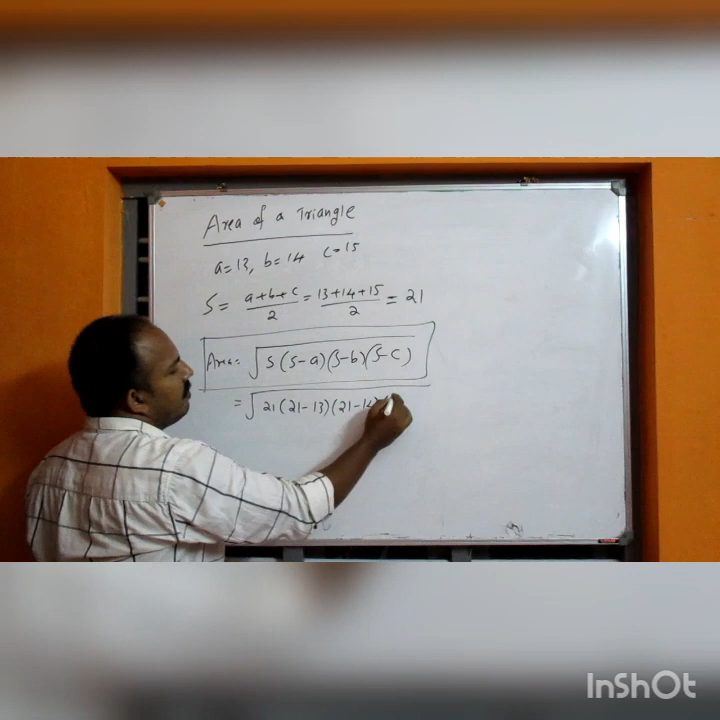 Area of a Triangle
a=13, b=14 c=15
S = a+b+c/2 = 13+14+15/2 = 21
Area = √S(S-a)(S-b)(S-c)
= √21(21-13)(21-14)(
InShOt